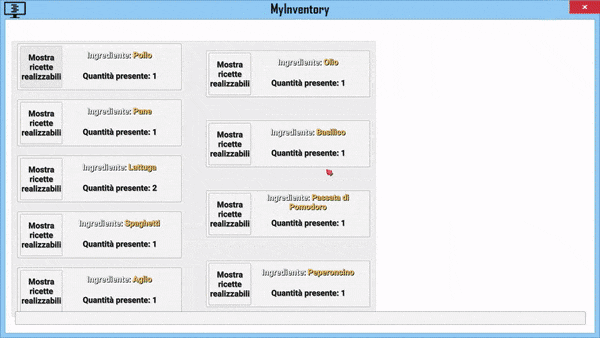 MyInventory
Mostra
ricette
realizzabili
Ingrediente: Pollo
Quantità presente: 1
Mostra
ricette
realizzabili
Ingrediente: Pane
Quantità presente: 1
Mostra
ricette
realizzabili
Ingrediente: Lattuga
Quantità presente: 2
Mostra
ricette
realizzabili
Ingrediente: Spaghetti
Quantità presente: 1
Mostra
ricette
realizzabili
Ingrediente: Aglio
Quantità presente: 1
Mostra
ricette
realizzabili
Ingrediente: Olio
Quantità presente: 1
Mostra
ricette
realizzabili
Ingrediente: Basilico
Quantità presente: 1
Mostra
ricette
realizzabili
Ingrediente: Passata di
Pomodoro
Quantità presente: 1
Mostra
ricette
realizzabili
Ingrediente: Peperoncino
Quantità presente: 1